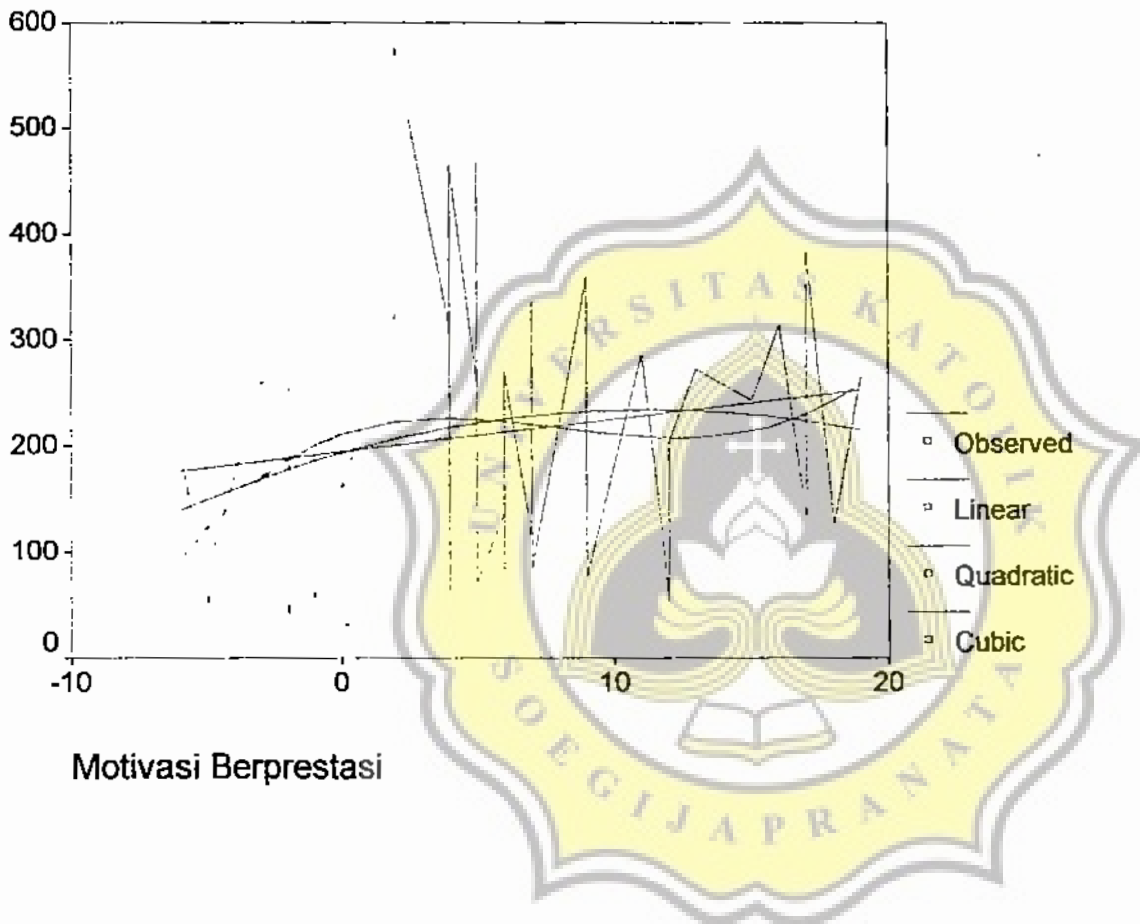 600
500
400
300
200
100
0
-10 0 10 20
Observed
Linear
Quadratic
Cubic
Motivasi Berprestasi
UNIVERSITAS KATOLIK
SOEGIJAPRANATA